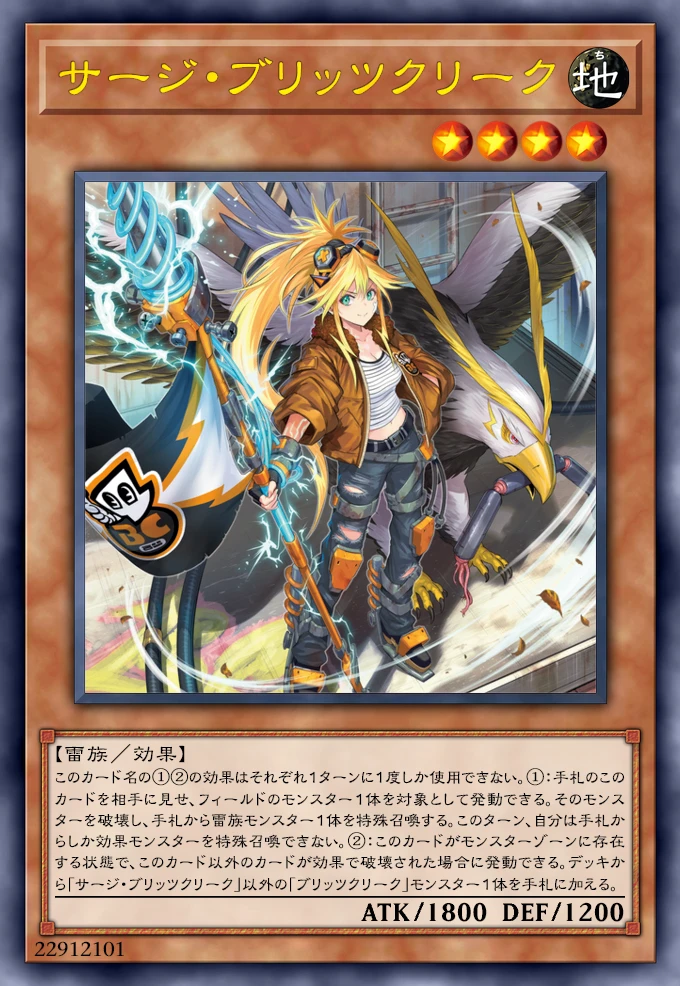 サージ・ブリッツクリーク
ち
地
BC
【雷族／効果】
このカード名の①②の効果はそれぞれ1ターンに1度しか使用できない。①：手札のこの
カードを相手に見せ、フィールドのモンスター1体を対象として発動できる。そのモンス
ターを破壊し、手札から雷族モンスター1体を特殊召喚する。このターン、自分は手札か
らしか効果モンスターを特殊召喚できない。②：このカードがモンスターゾーンに存在
する状態で、このカード以外のカードが効果で破壊された場合に発動できる。デッキか
ら「サージ・ブリッツクリーク」以外の「ブリッツクリーク」モンスター1体を手札に加える。
ATK/1800 DEF/1200
22912101